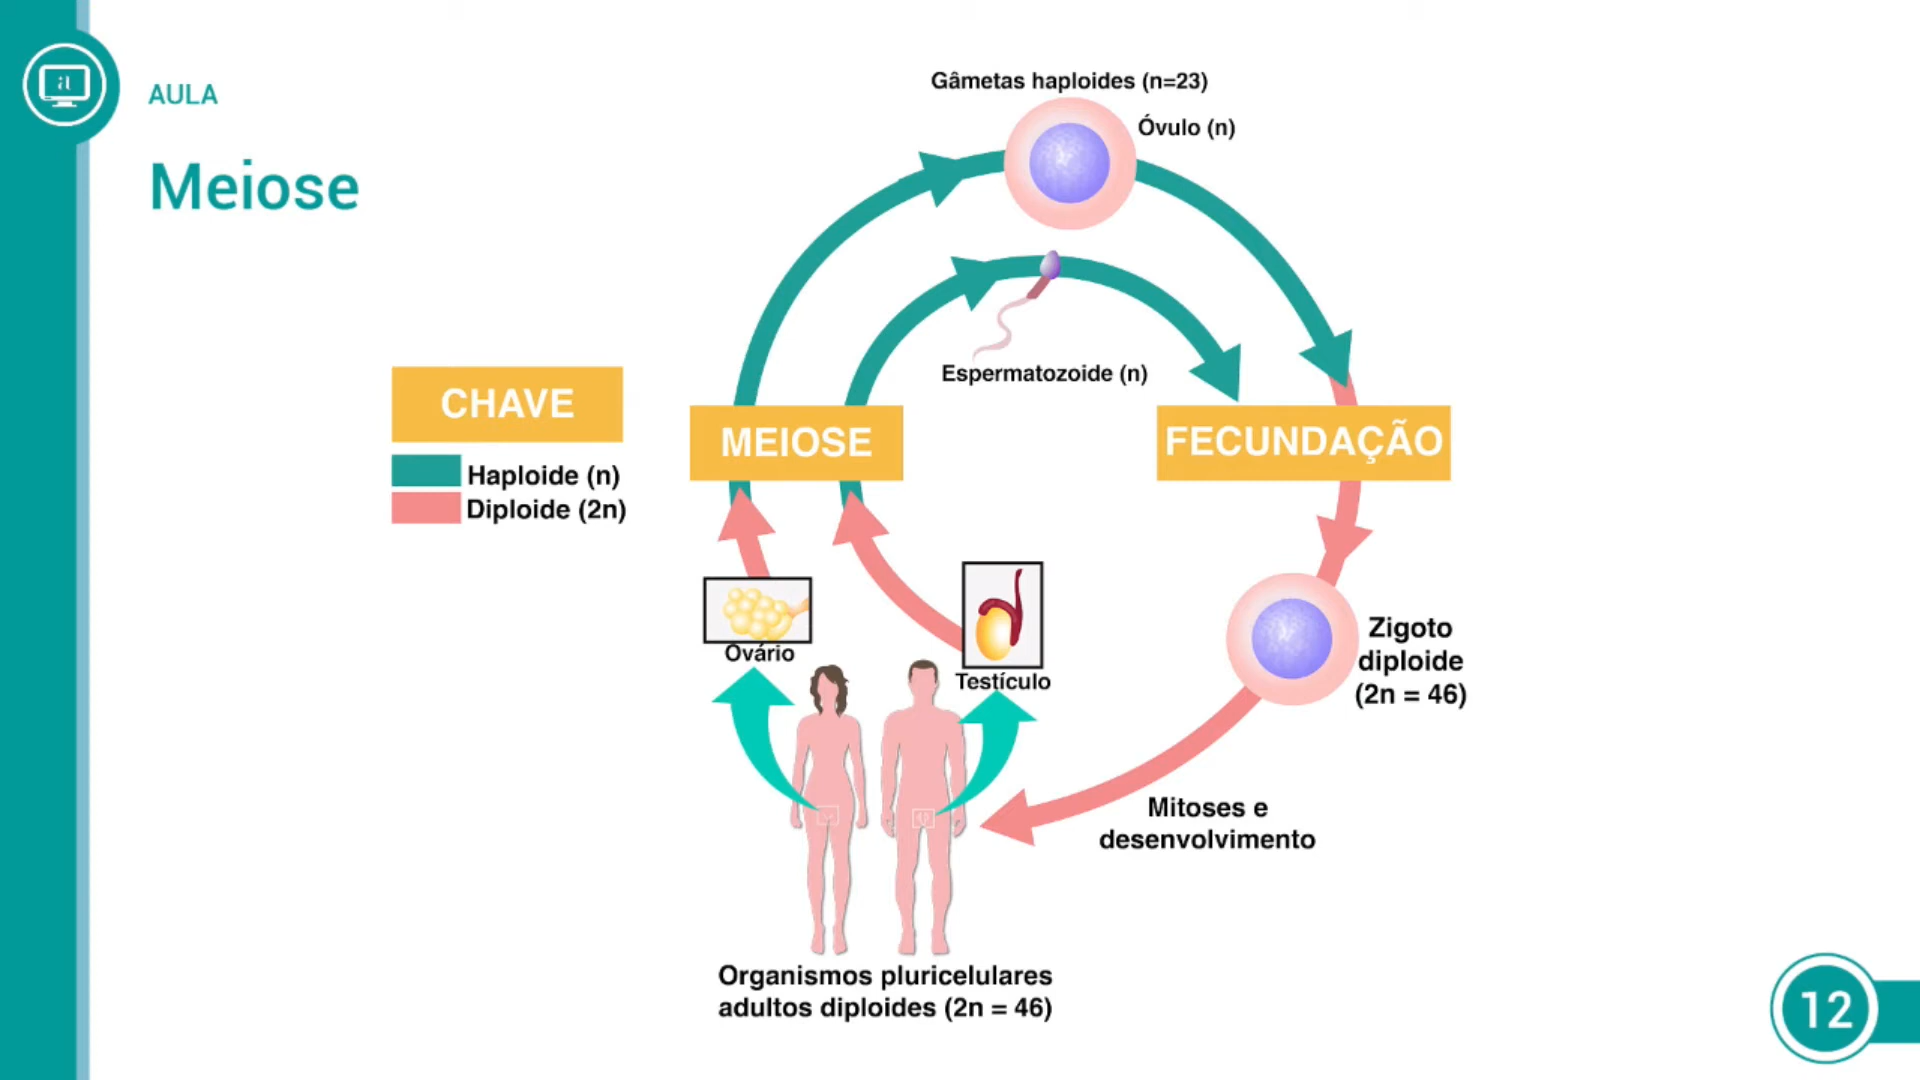 a
AULA
Meiose
Gâmetas haploides (n=23)
Óvulo (n)
Espermatozoide (n)
CHAVE
Haploide (n)
Diploide (2n)
MEIOSE
FECUNDAÇÃO
Ovário
Testículo
Zigoto
diploide
(2n = 46)
Mitoses e
desenvolvimento
Organismos pluricelulares
adultos diploides (2n = 46)
12